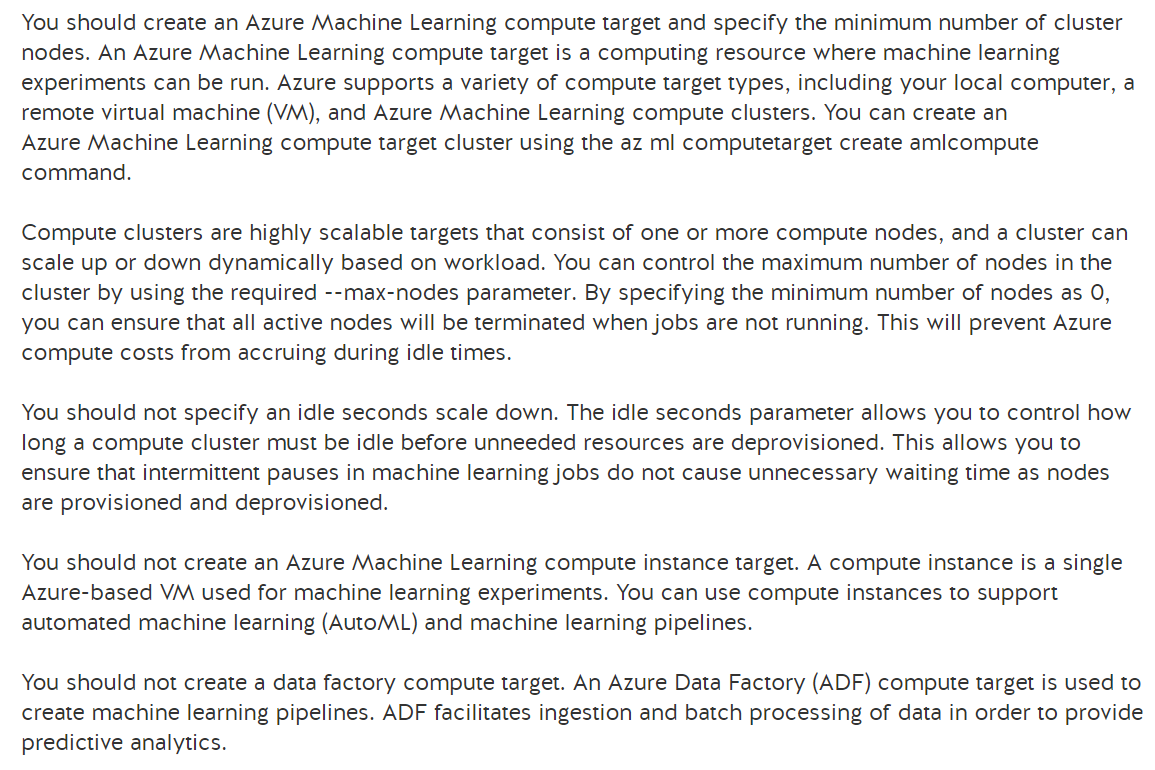 You should create an Azure Machine Learning compute target and specify the minimum number of cluster
nodes. An Azure Machine Learning compute target is a computing resource where machine learning
experiments can be run. Azure supports a variety of compute target types, including your local computer, a
remote virtual machine (VM), and Azure Machine Learning compute clusters. You can create an
Azure Machine Learning compute target cluster using the az ml computetarget create amlcompute
command.
Compute clusters are highly scalable targets that consist of one or more compute nodes, and a cluster can
scale up or down dynamically based on workload. You can control the maximum number of nodes in the
cluster by using the required --max-nodes parameter. By specifying the minimum number of nodes as 0,
you can ensure that all active nodes will be terminated when jobs are not running. This will prevent Azure
compute costs from accruing during idle times.
You should not specify an idle seconds scale down. The idle seconds parameter allows you to control how
long a compute cluster must be idle before unneeded resources are deprovisioned. This allows you to
ensure that intermittent pauses in machine learning jobs do not cause unnecessary waiting time as nodes
are provisioned and deprovisioned.
You should not create an Azure Machine Learning compute instance target. A compute instance is a single
Azure-based VM used for machine learning experiments. You can use compute instances to support
automated machine learning (AutoML) and machine learning pipelines.
You should not create a data factory compute target. An Azure Data Factory (ADF) compute target is used to
create machine learning pipelines. ADF facilitates ingestion and batch processing of data in order to provide
predictive analytics.